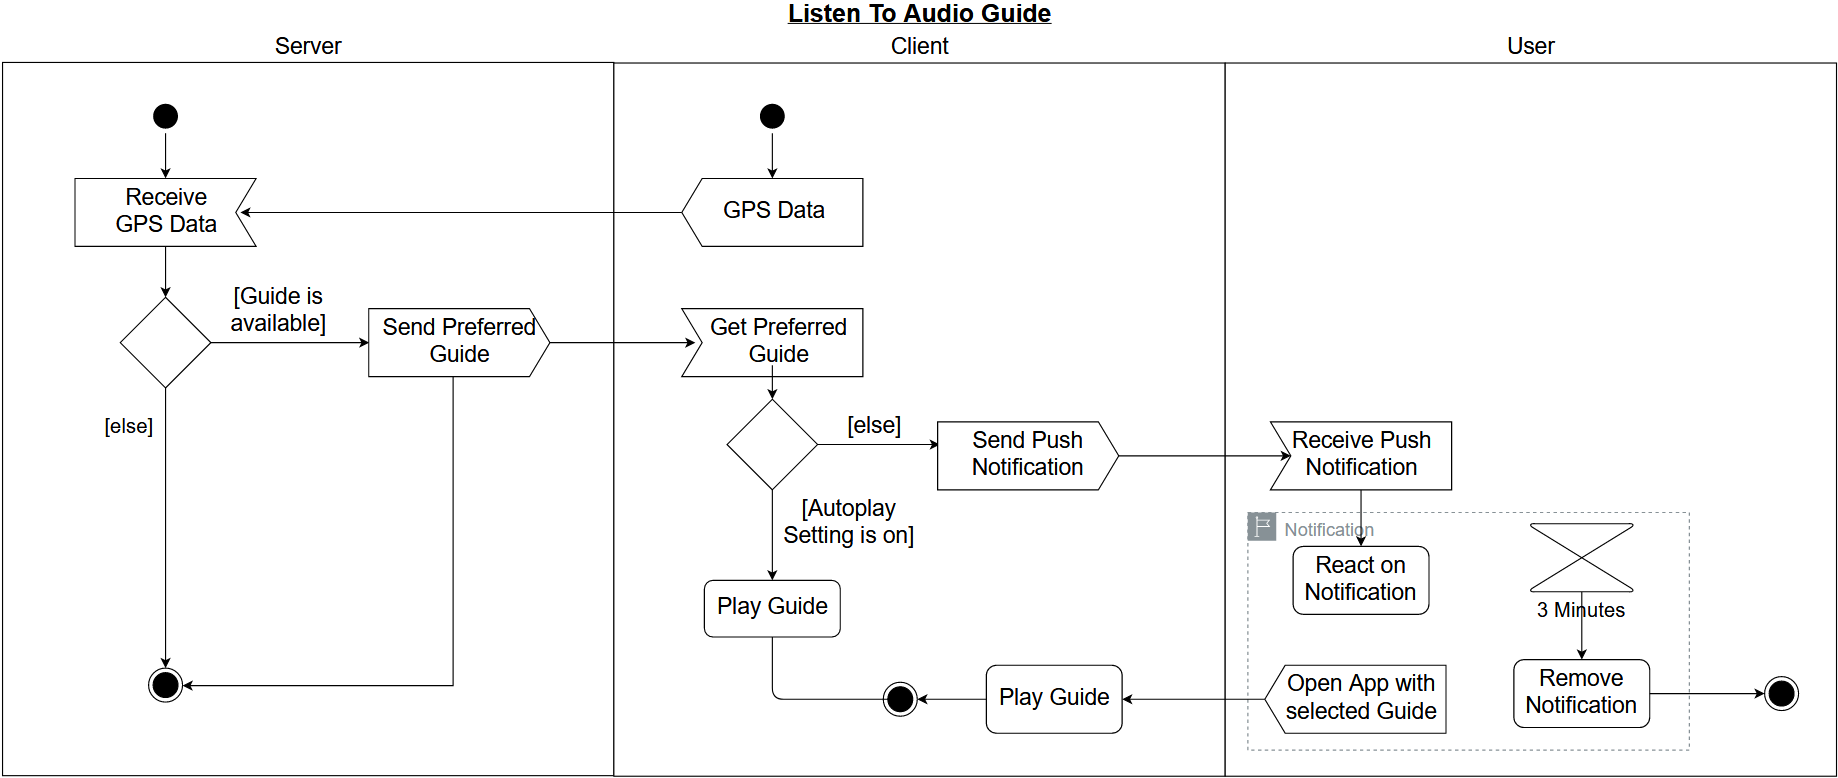 Listen To Audio Guide
Server
Client
User
Receive
GPS Data
GPS Data
[Guide is
available]
Send Preferred
Guide
Get Preferred
Guide
[else]
[else]
Send Push
Notification
Receive Push
Notification
[Autoplay
Setting is on]
Notification
React on
Notification
3 Minutes
Play Guide
Play Guide
Open App with
selected Guide
Remove
Notification